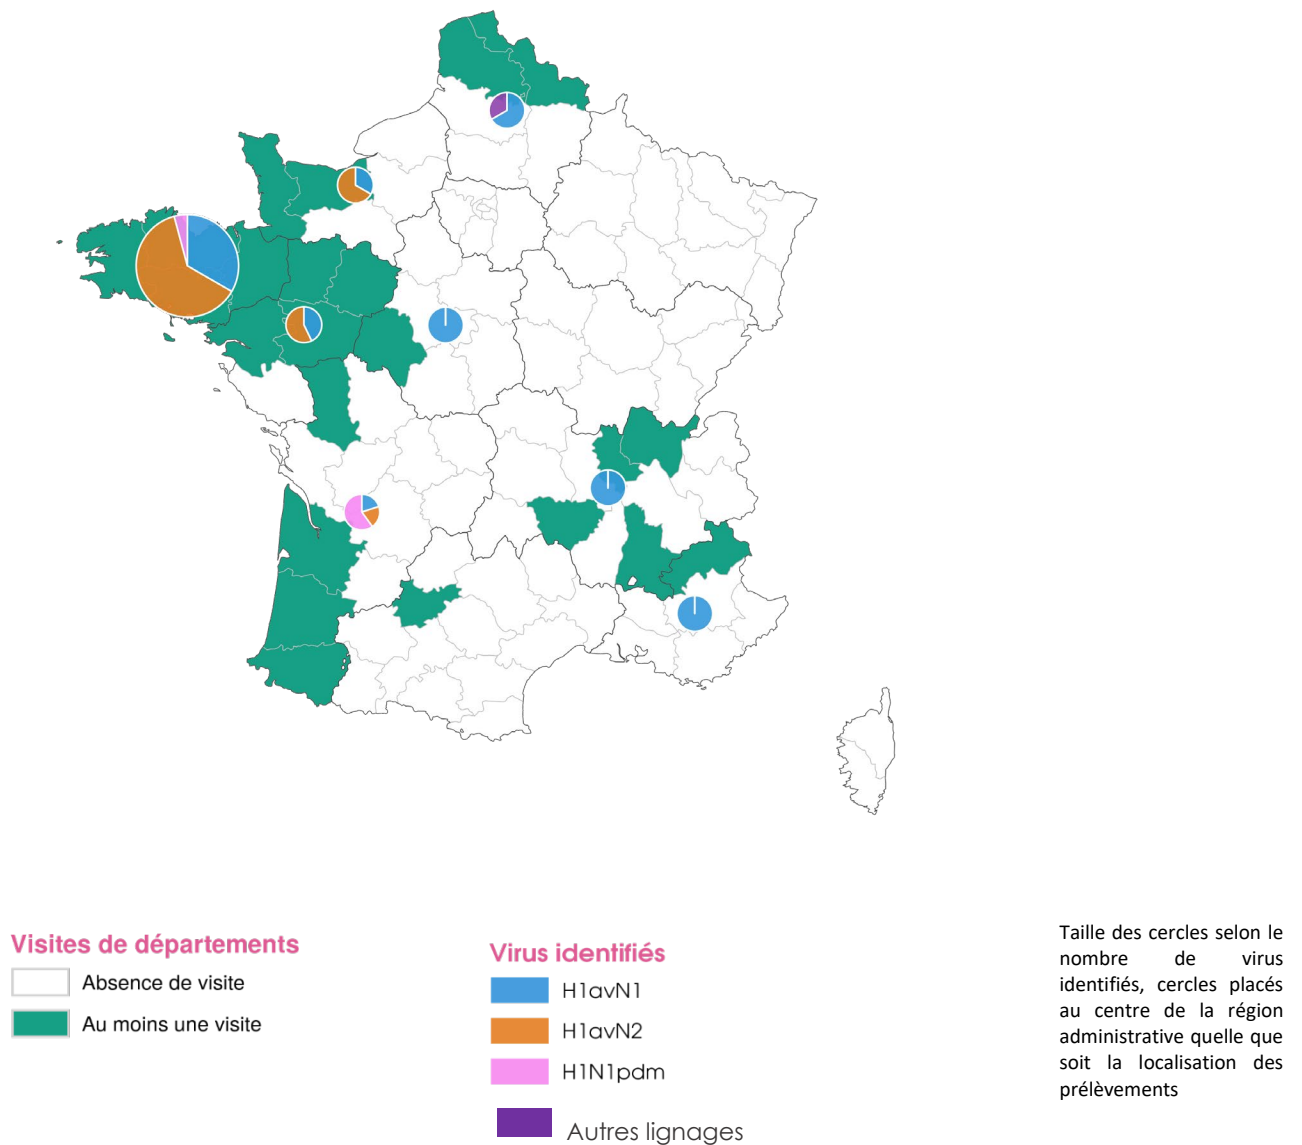 Visites de départements
Absence de visite
Au moins une visite
Virus identifiés
H1avN1
H1avN2
H1N1pdm
Autres lignages
Taille des cercles selon le
nombre de virus
identifiés, cercles placés
au centre de la région
administrative quelle que
soit la localisation des
prélèvements